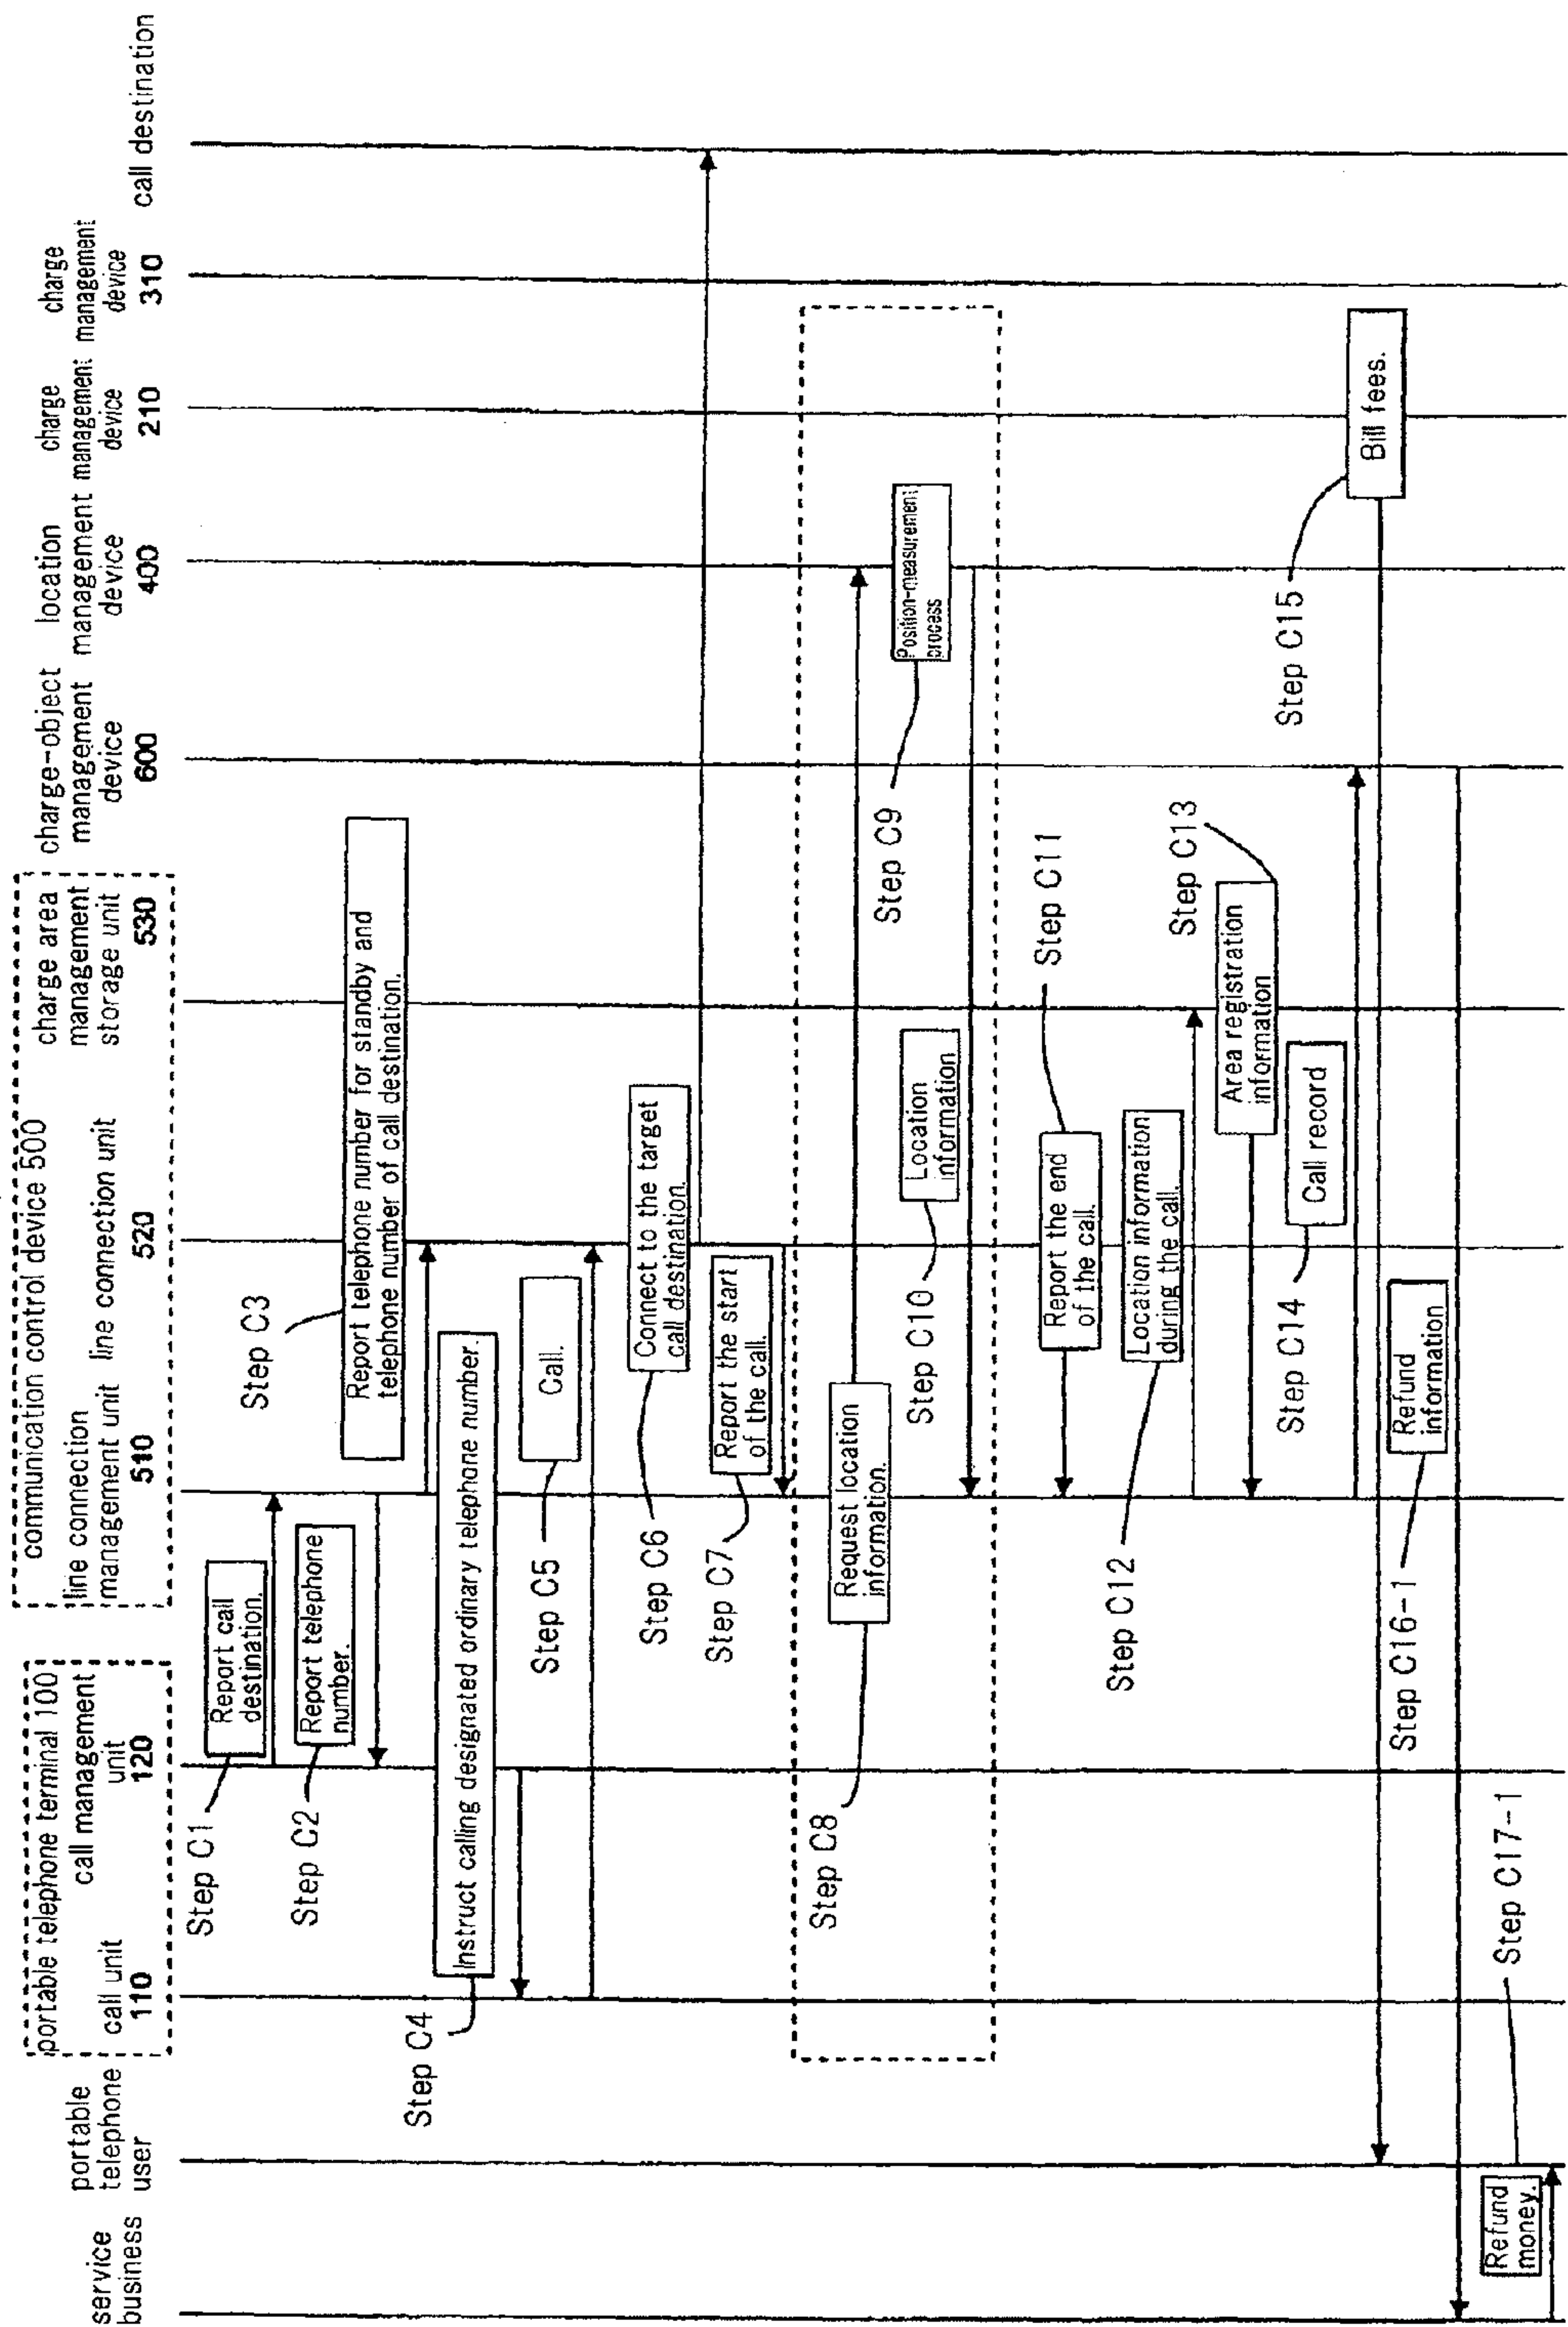 service
business
portable
telephone
user
portable telephone terminal 100
call unit
110
call management
unit
120
communication control device 500
line connection
management unit
510
line connection unit
520
charge area
management
storage unit
530
charge-object
management
device
600
location
management
device
400
charge
management
device
210
charge
management
device
310
call destination
Step C1
Report call
destination.
Step C2
Report telephone
number.
Step C3
Report telephone number for standby and
telephone number of call destination.
Step C4
Instruct calling designated ordinary telephone number.
Step C5
Call.
Step C6
Connect to the target
call destination.
Step C7
Report the start
of the call.
Step C8
Request location
information.
Step C9
Position-measurement
process
Step C10
Location
information
Step C11
Report the end
of the call.
Step C12
Location information
during the call.
Step C13
Area registration
information
Step C14
Call record
Step C15
Bill fees.
Step C16-1
Refund
information
Step C17-1
Refund
money.